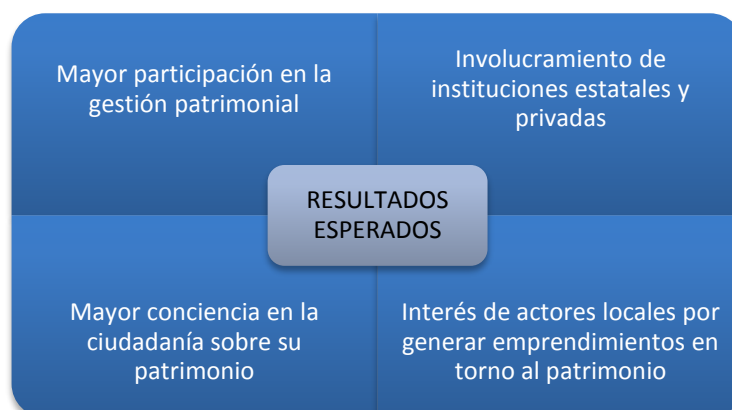 Mayor participación en la
gestión patrimonial
Involucramiento de
instituciones estatales y
privadas
RESULTADOS
ESPERADOS
Mayor conciencia en la
ciudadanía sobre su
patrimonio
Interés de actores locales por
generar emprendimientos en
torno al patrimonio